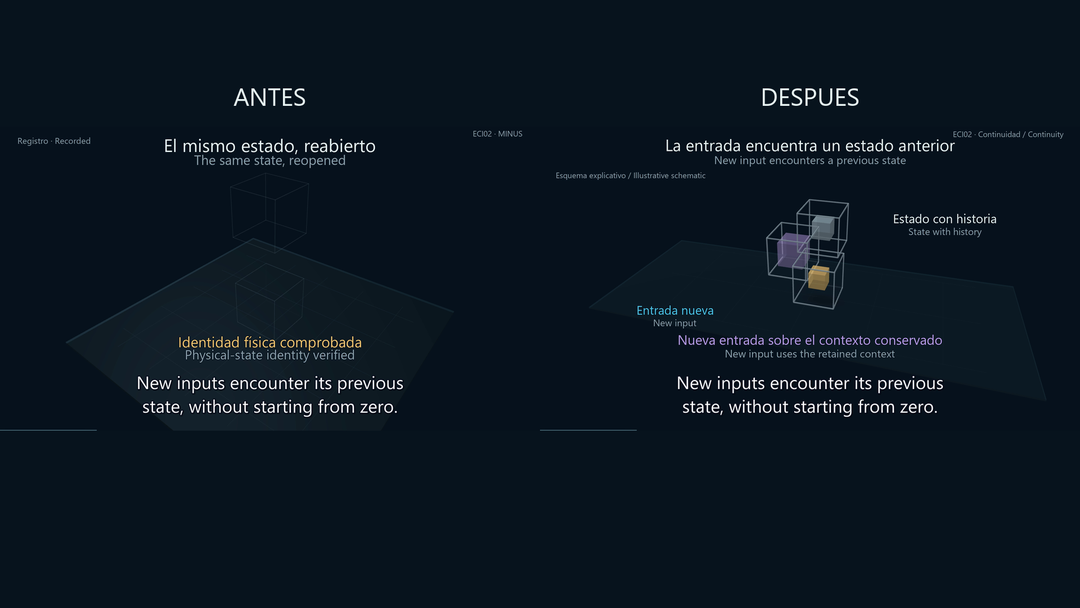 ANTES
Registro · Recorded
ECI02 · MINUS
El mismo estado, reabierto
The same state, reopened
Identidad física comprobada
Physical-state identity verified
New inputs encounter its previous
state, without starting from zero.
DESPUES
ECI02 · Continuidad / Continuity
La entrada encuentra un estado anterior
New input encounters a previous state
Esquema explicativo / Illustrative schematic
Estado con historia
State with history
Entrada nueva
New input
Nueva entrada sobre el contexto conservado
New input uses the retained context
New inputs encounter its previous
state, without starting from zero.